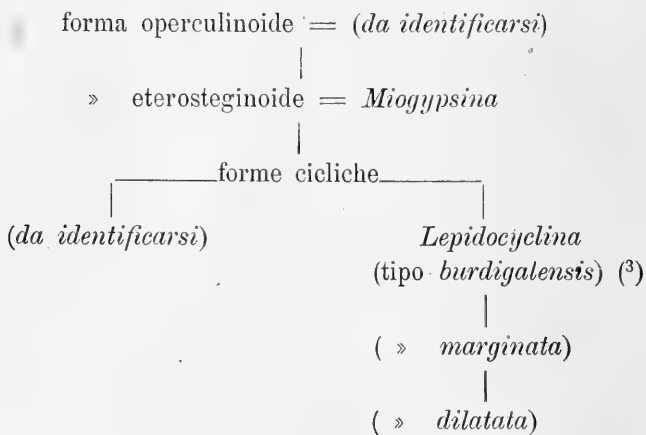 forma operculinoide = (da identificarsi)
» eterosteginoide = Miogypsina
forme cicliche
(da identificarsi) Lepidocyclina
(tipo burdigalensis) (³)
( » marginata)
( » dilatata)